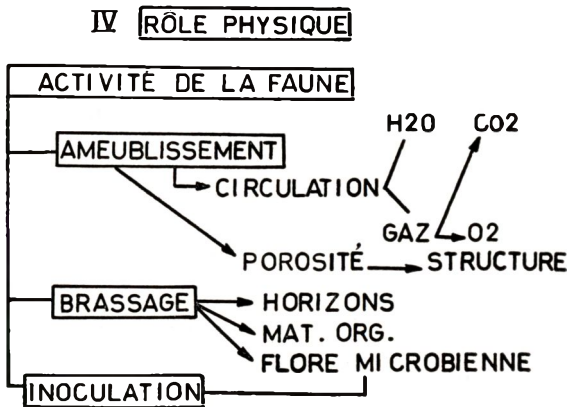 IV RÔLE PHYSIQUE
ACTIVITÉ DE LA FAUNE
H2O CO2
AMEUBLISSEMENT
CIRCULATION
GAZ O2
POROSITÉ STRUCTURE
BRASSAGE HORIZONS
MAT. ORG.
FLORE MICROBIENNE
INOCULATION